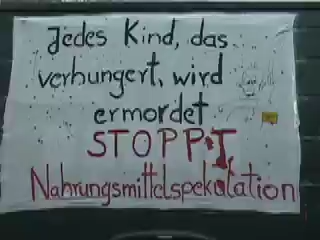 Jedes Kind, das
verhungert, wird
ermordet
STOPPT
Nahrungsmittelspekulation